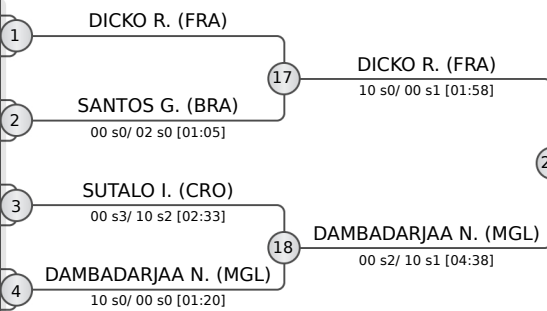 DICKO R. (FRA)
1
17
DICKO R. (FRA)
10 s0/ 00 s1 [01:58]
SANTOS G. (BRA)
2
00 s0/ 02 s0 [01:05]
SUTALO I. (CRO)
3
00 s3/ 10 s2 [02:33]
18
DAMBADARJAA N. (MGL)
00 s2/ 10 s1 [04:38]
DAMBADARJAA N. (MGL)
4
10 s0/ 00 s0 [01:20]